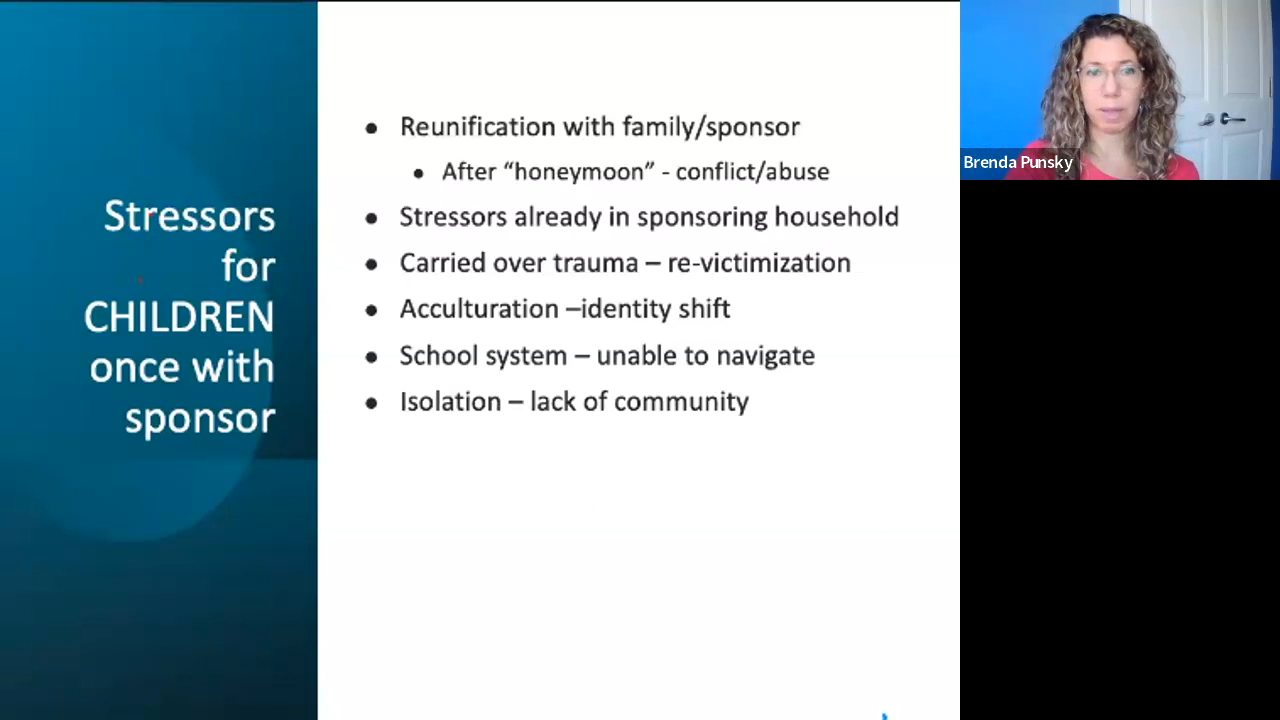 Stressors
for
CHILDREN
once with
sponsor
● Reunification with family/sponsor
● After “honeymoon” - conflict/abuse
● Stressors already in sponsoring household
● Carried over trauma – re-victimization
● Acculturation –identity shift
● School system – unable to navigate
● Isolation – lack of community
Brenda Punsky